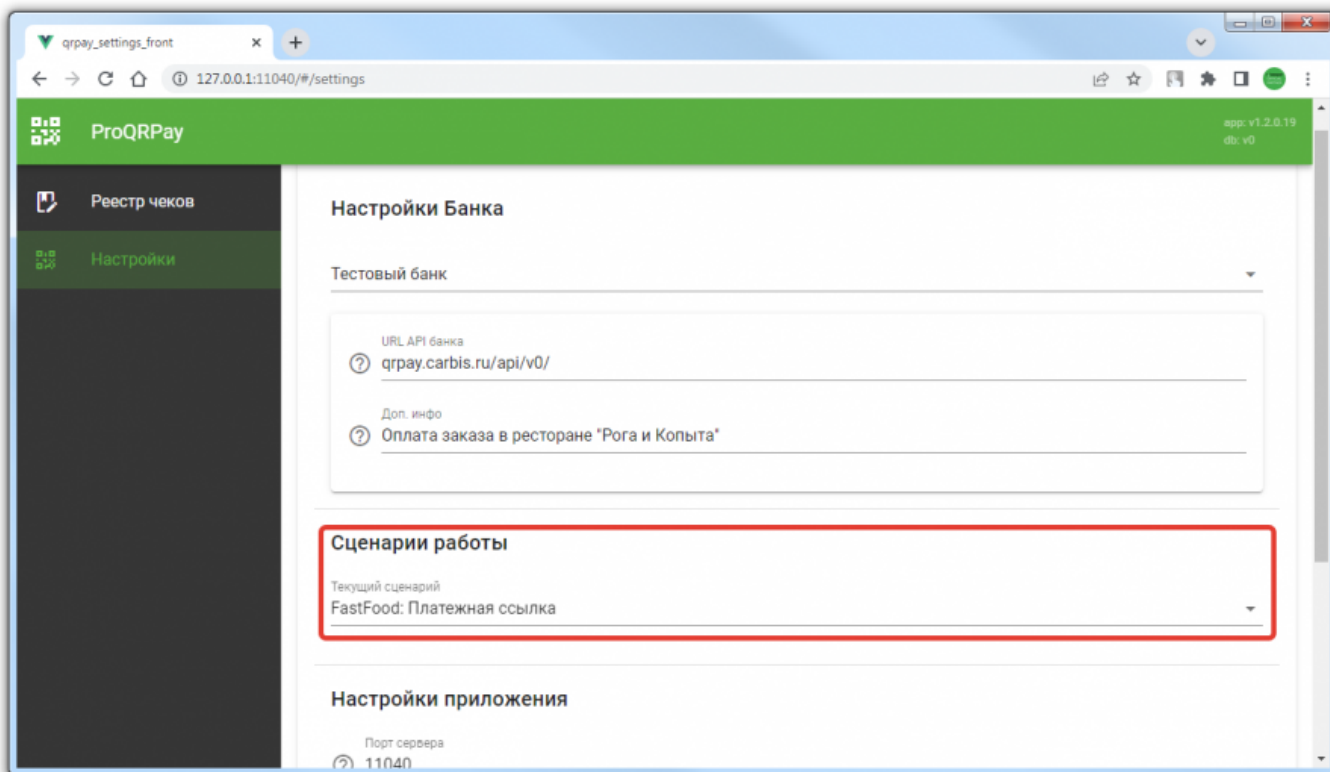 qrpay_settings_front
127.0.0.1:11040/#/settings
ProQRPay
app: v1.2.0.19
db: v0
Реестр чеков
Настройки
Настройки Банка
Тестовый банк
URL API банка
qrpay.carbis.ru/api/v0/
Доп. инфо
Оплата заказа в ресторане "Рога и Копыта"
Сценарии работы
Текущий сценарий
FastFood: Платежная ссылка
Настройки приложения
Порт сервера
11040